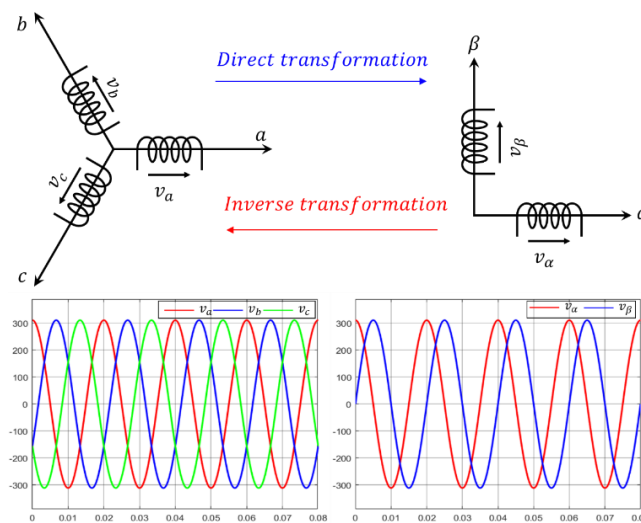 b
Direct transformation
β
v_b
a
v_β
v_c
v_a
Inverse transformation
v_α
c
v_a v_b v_c
v_α v_β
300
200
100
0
-100
-200
-300
0 0.01 0.02 0.03 0.04 0.05 0.06 0.07 0.08
300
200
100
0
-100
-200
-300
0 0.01 0.02 0.03 0.04 0.05 0.06 0.07